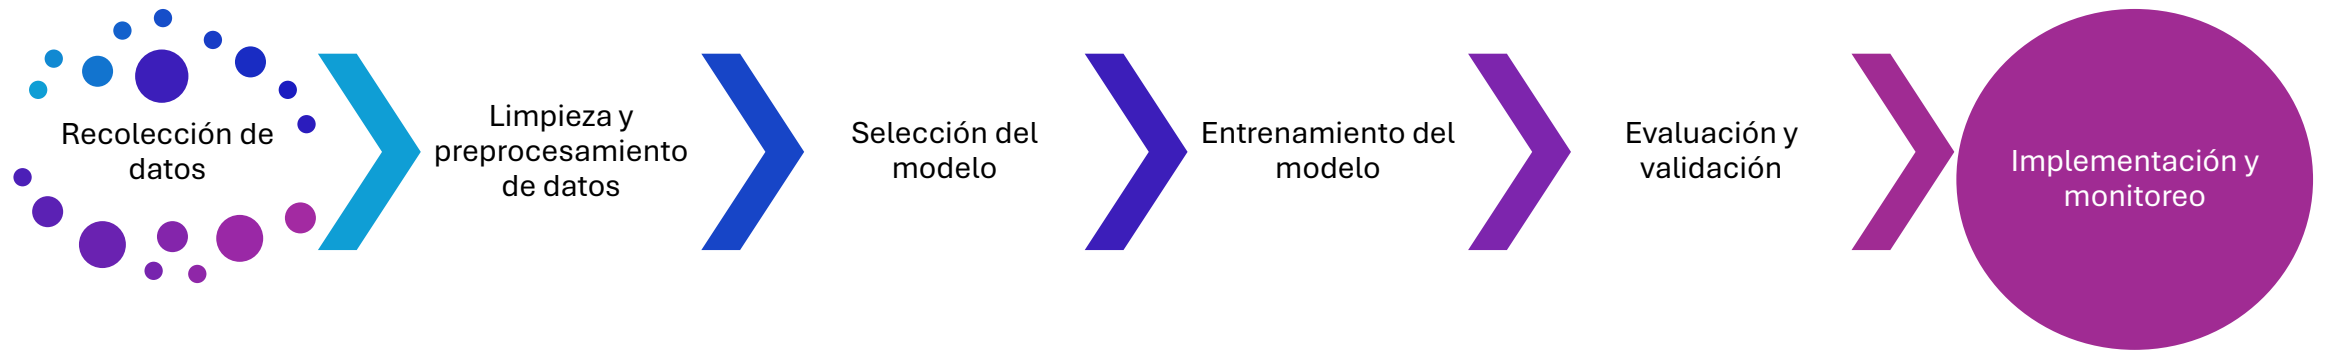 Recolección de
datos
Limpieza y
preprocesamiento
de datos
Selección del
modelo
Entrenamiento del
modelo
Evaluación y
validación
Implementación y
monitoreo